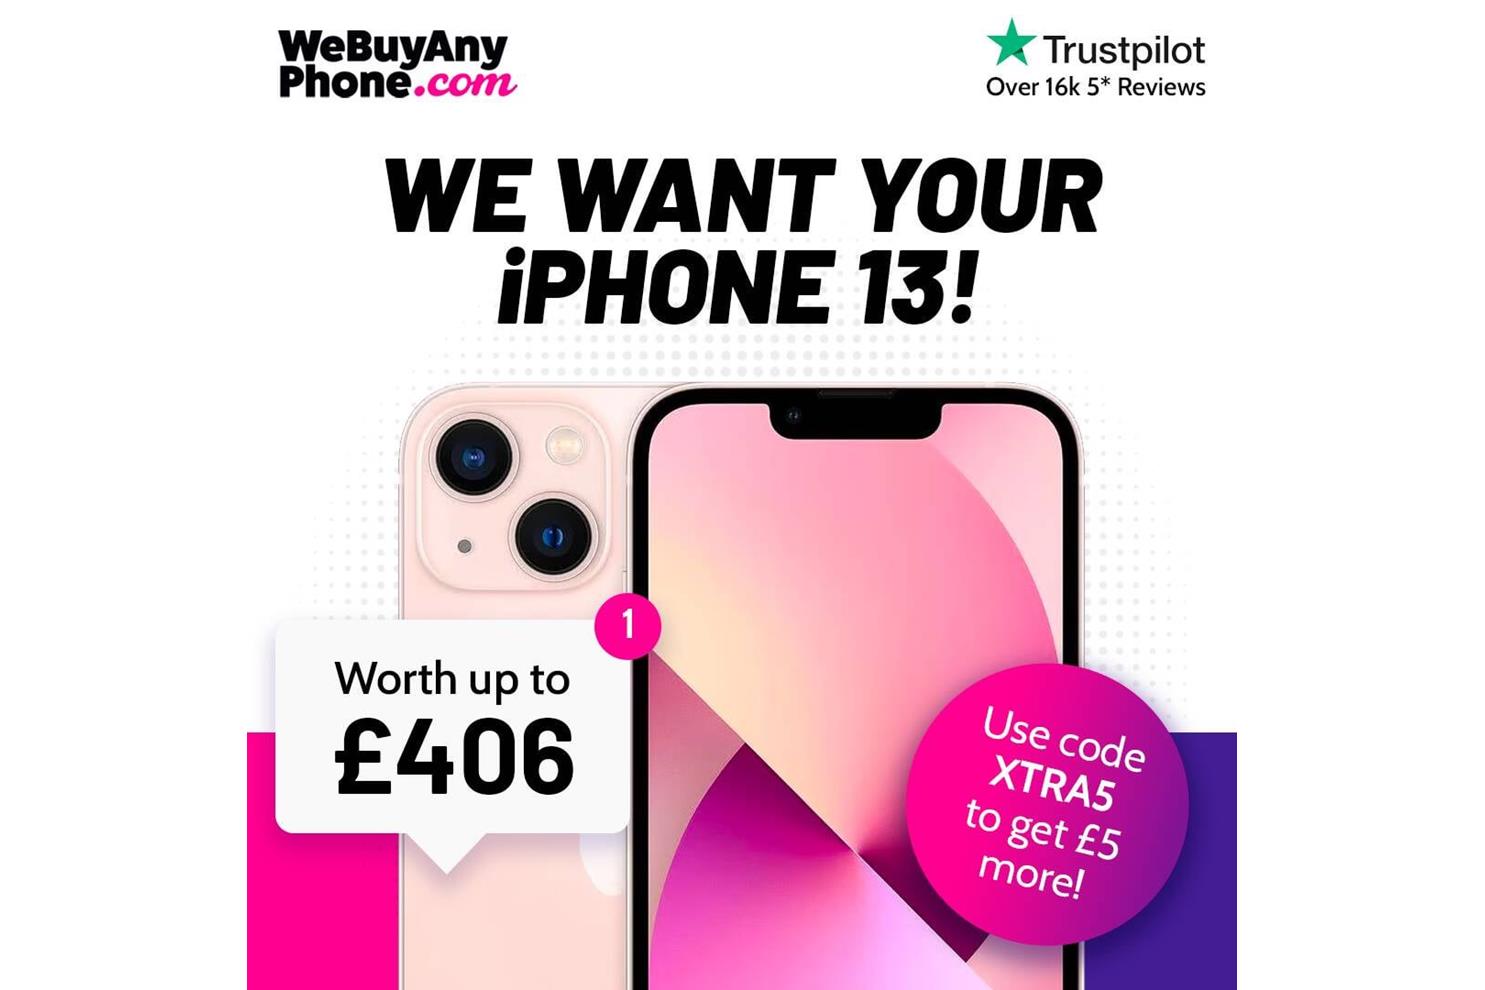 WeBuyAny
Phone.com
Trustpilot
Over 16k 5* Reviews
WE WANT YOUR
iPHONE 13!
1
Worth up to
£406
Use code
XTRA5
to get £5
more!